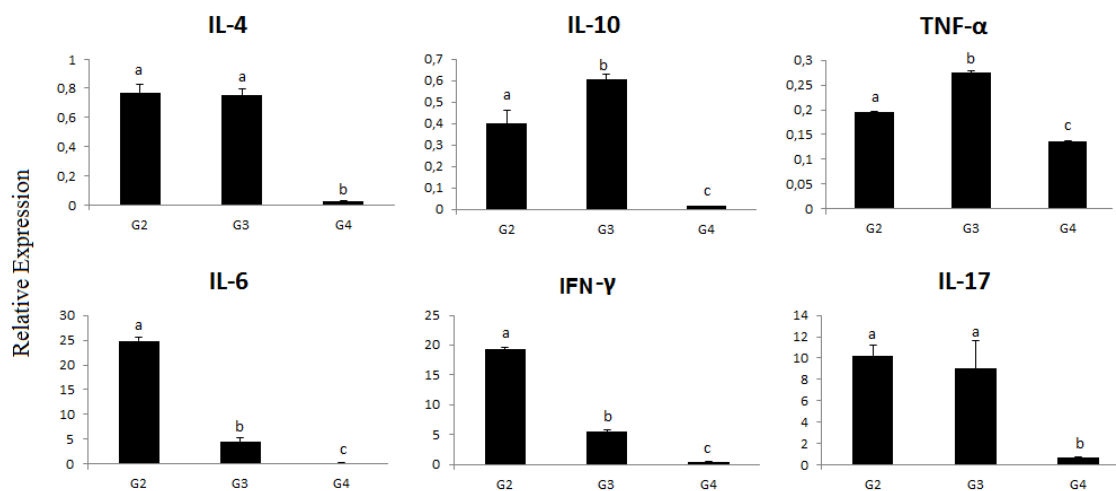 IL-4
IL-10
TNF-α
1
0,8
0,6
0,4
0,2
0
a
a
b
G2
G3
G4
0,7
0,6
0,5
0,4
0,3
0,2
0,1
0
a
b
c
G2
G3
G4
0,3
0,25
0,2
0,15
0,1
0,05
0
a
b
c
G2
G3
G4
Relative Expression
IL-6
IFN-γ
IL-17
30
25
20
15
10
5
0
a
b
c
G2
G3
G4
25
20
15
10
5
0
a
b
c
G2
G3
G4
14
12
10
8
6
4
2
0
a
a
b
G2
G3
G4